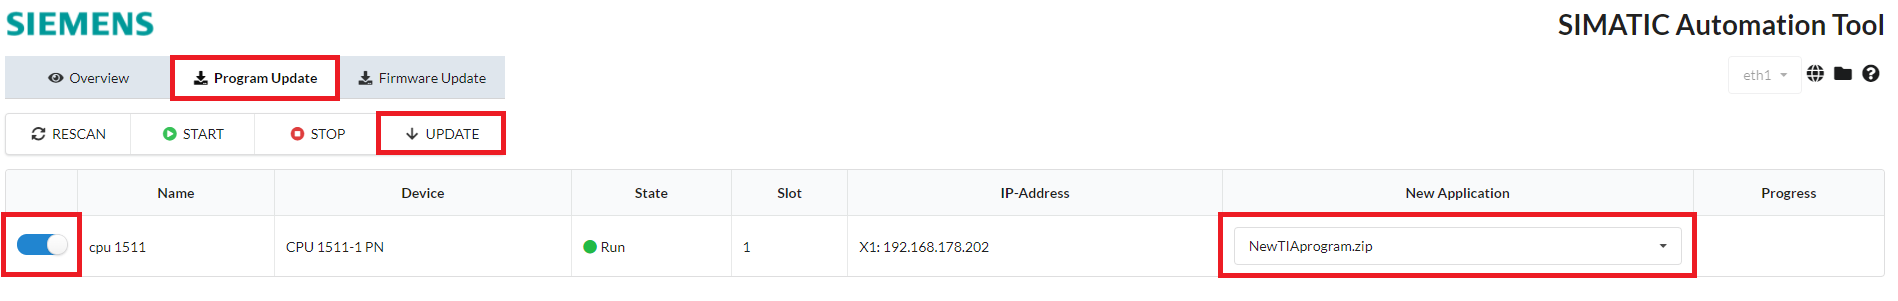 SIEMENS
SIMATIC Automation Tool
Overview Program Update Firmware Update eth1
RESCAN START STOP UPDATE
Name Device State Slot IP-Address New Application Progress
cpu 1511 CPU 1511-1 PN Run 1 X1: 192.168.178.202 NewTIAprogram.zip